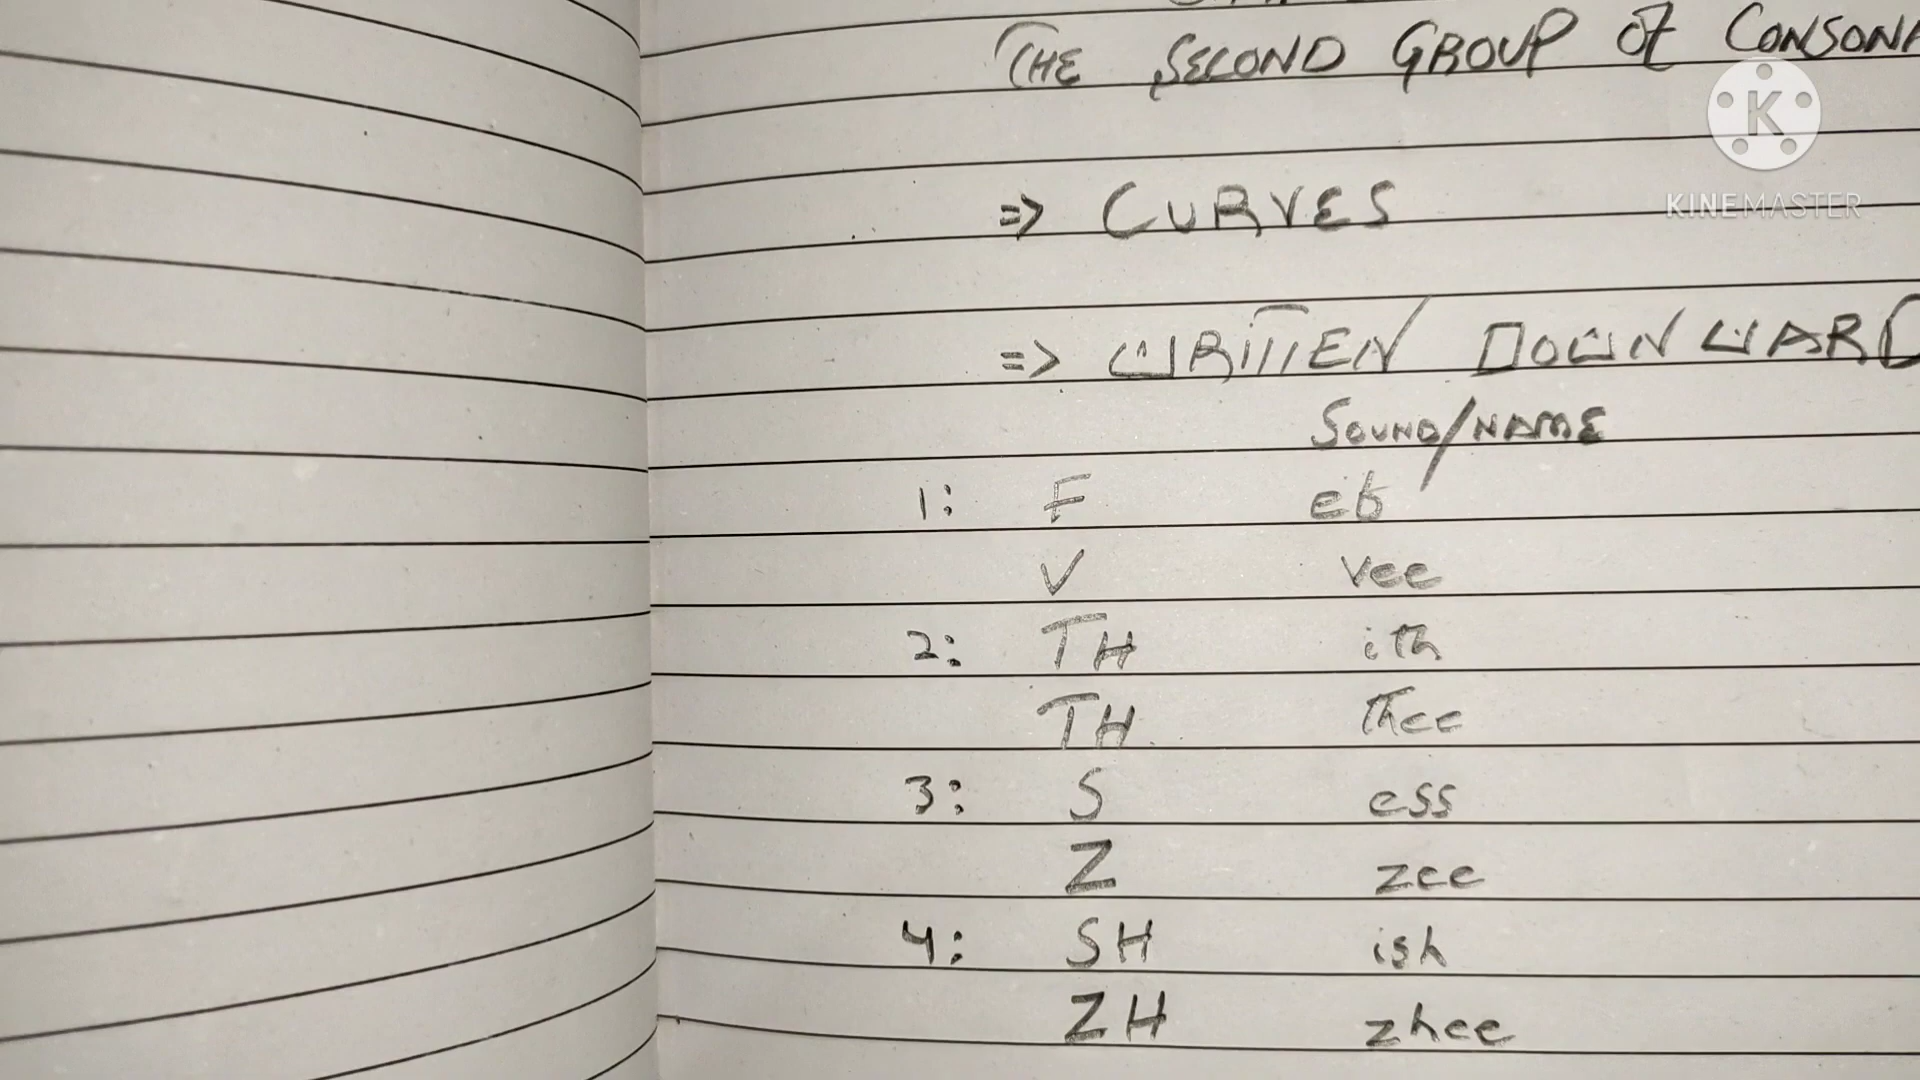 THE SECOND GROUP Of CONSONA
K
KINEMASTER
=> CURVES
=> WRITTEN DOWNWARD
SOUND/NAME
1: F ef
V vee
2: TH ith
TH thee
3: S ess
Z zee
4: SH ish
ZH zhee